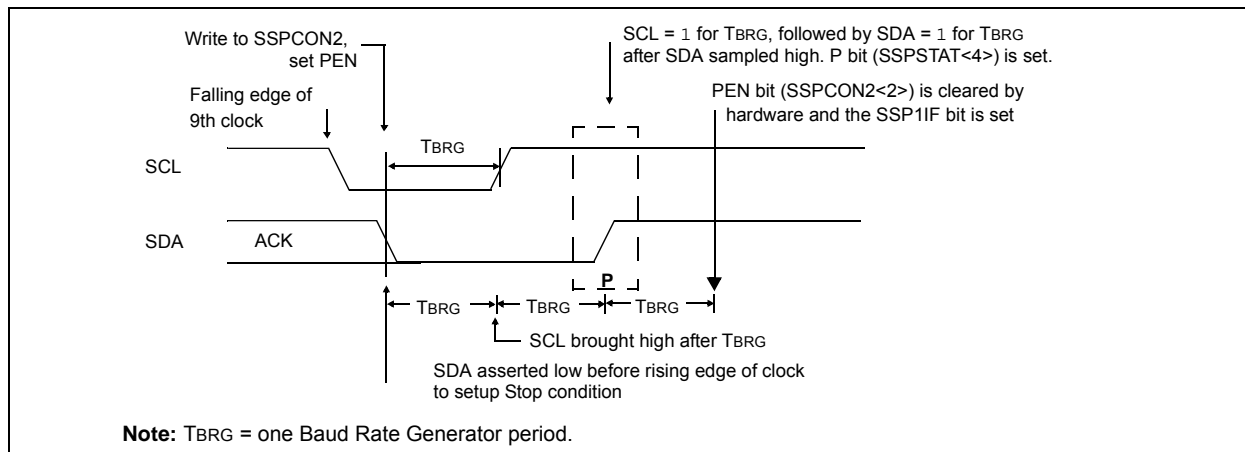 Write to SSPCON2,
set PEN
SCL = 1 for TBRG, followed by SDA = 1 for TBRG
after SDA sampled high. P bit (SSPSTAT<4>) is set.
Falling edge of
9th clock
PEN bit (SSPCON2<2>) is cleared by
hardware and the SSP1IF bit is set
TBRG
SCL
SDA
ACK
P
TBRG
TBRG
TBRG
SCL brought high after TBRG
SDA asserted low before rising edge of clock
to setup Stop condition
Note: TBRG = one Baud Rate Generator period.